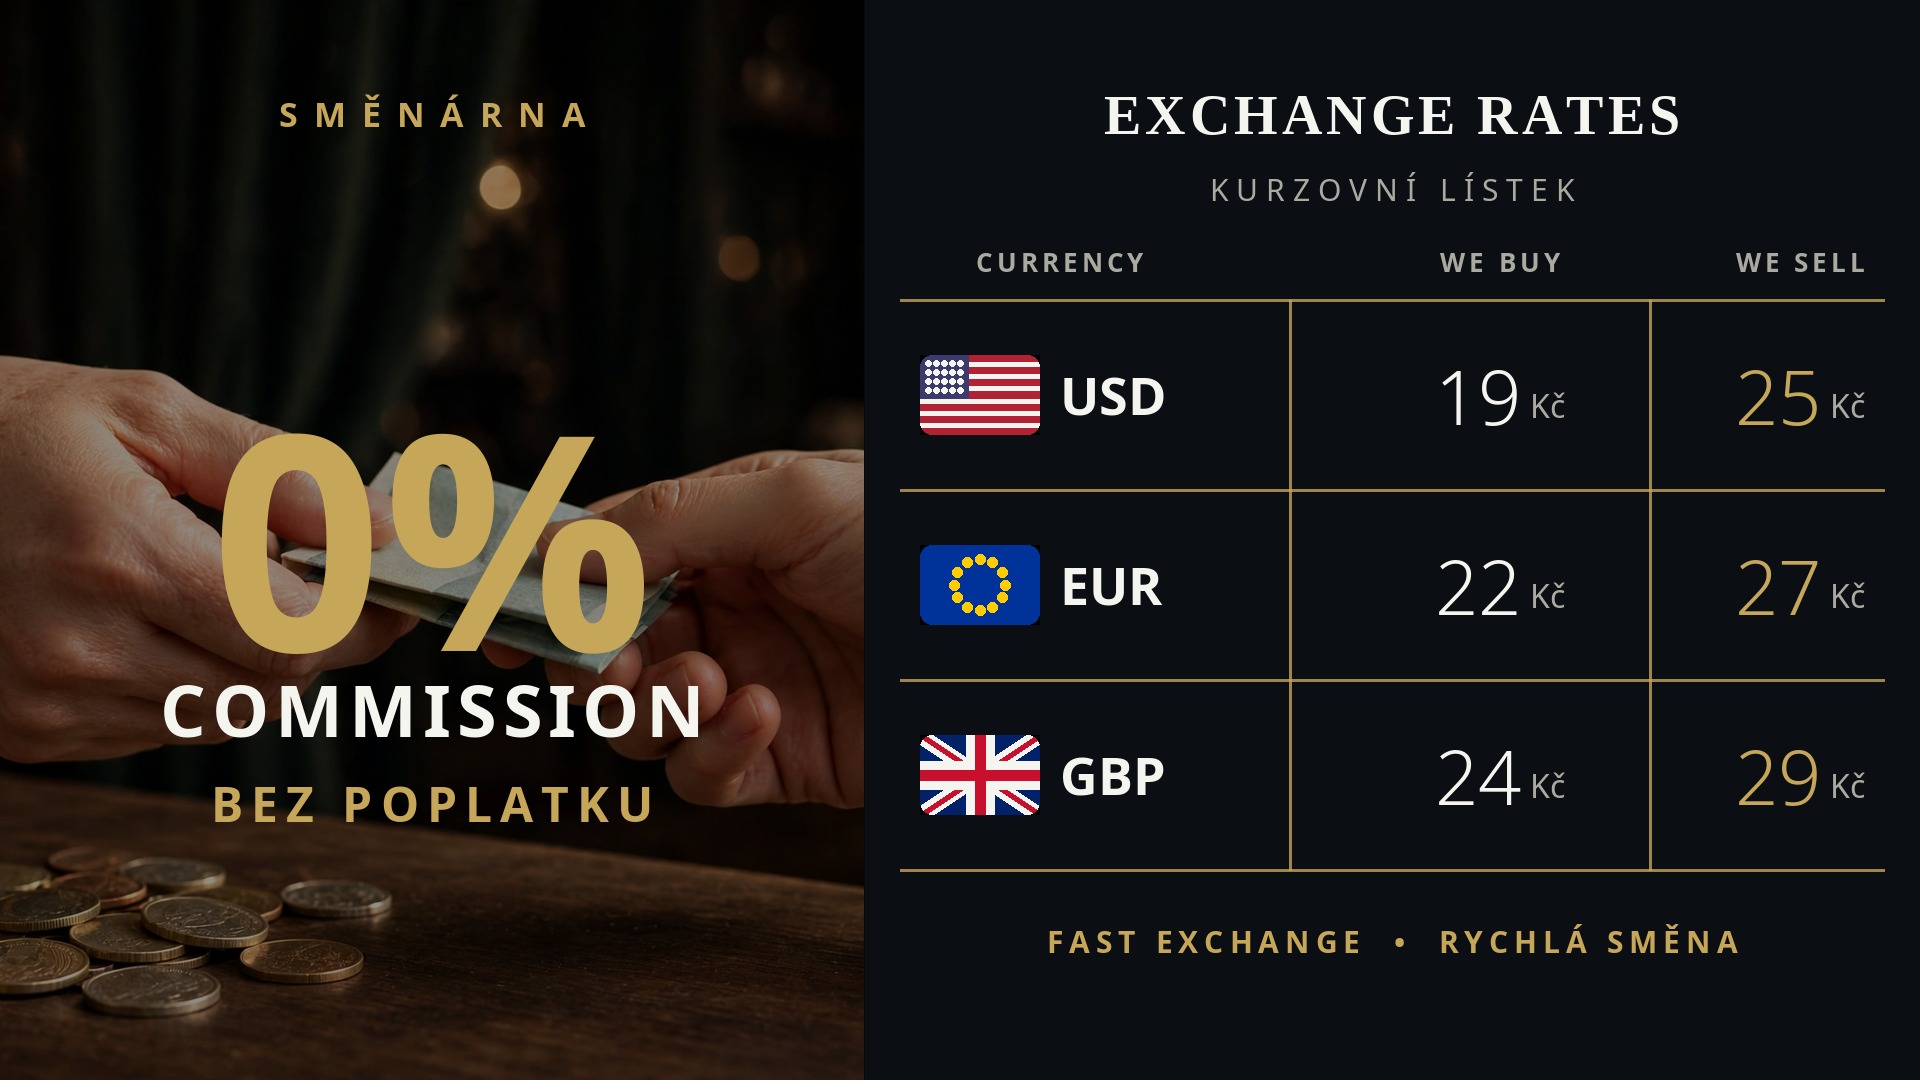 SMĚNÁRNA
0%
COMMISSION
BEZ POPLATKU
EXCHANGE RATES
KURZOVNÍ LÍSTEK
CURRENCY WE BUY WE SELL
USD 19 Kč 25 Kč
EUR 22 Kč 27 Kč
GBP 24 Kč 29 Kč
FAST EXCHANGE • RYCHLÁ SMĚNA